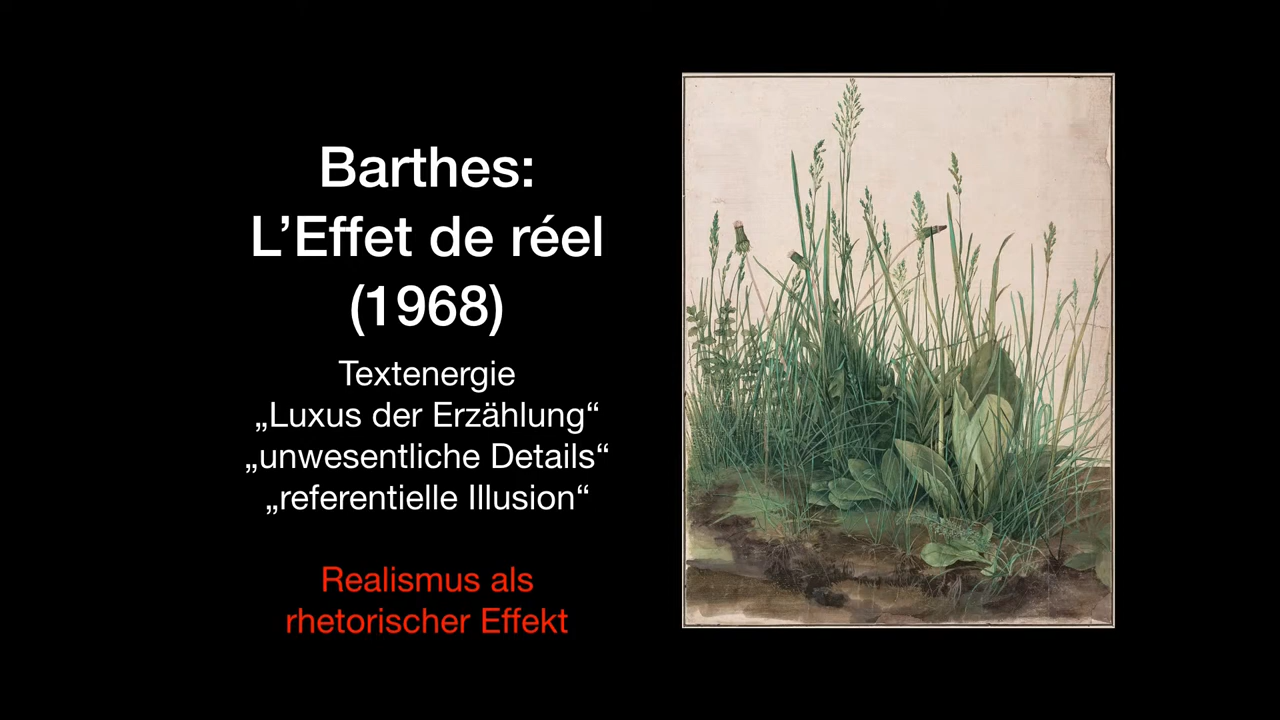 Barthes:
L’Effet de réel
(1968)
Textenergie
„Luxus der Erzählung“
„unwesentliche Details“
„referentielle Illusion“
Realismus als
rhetorischer Effekt